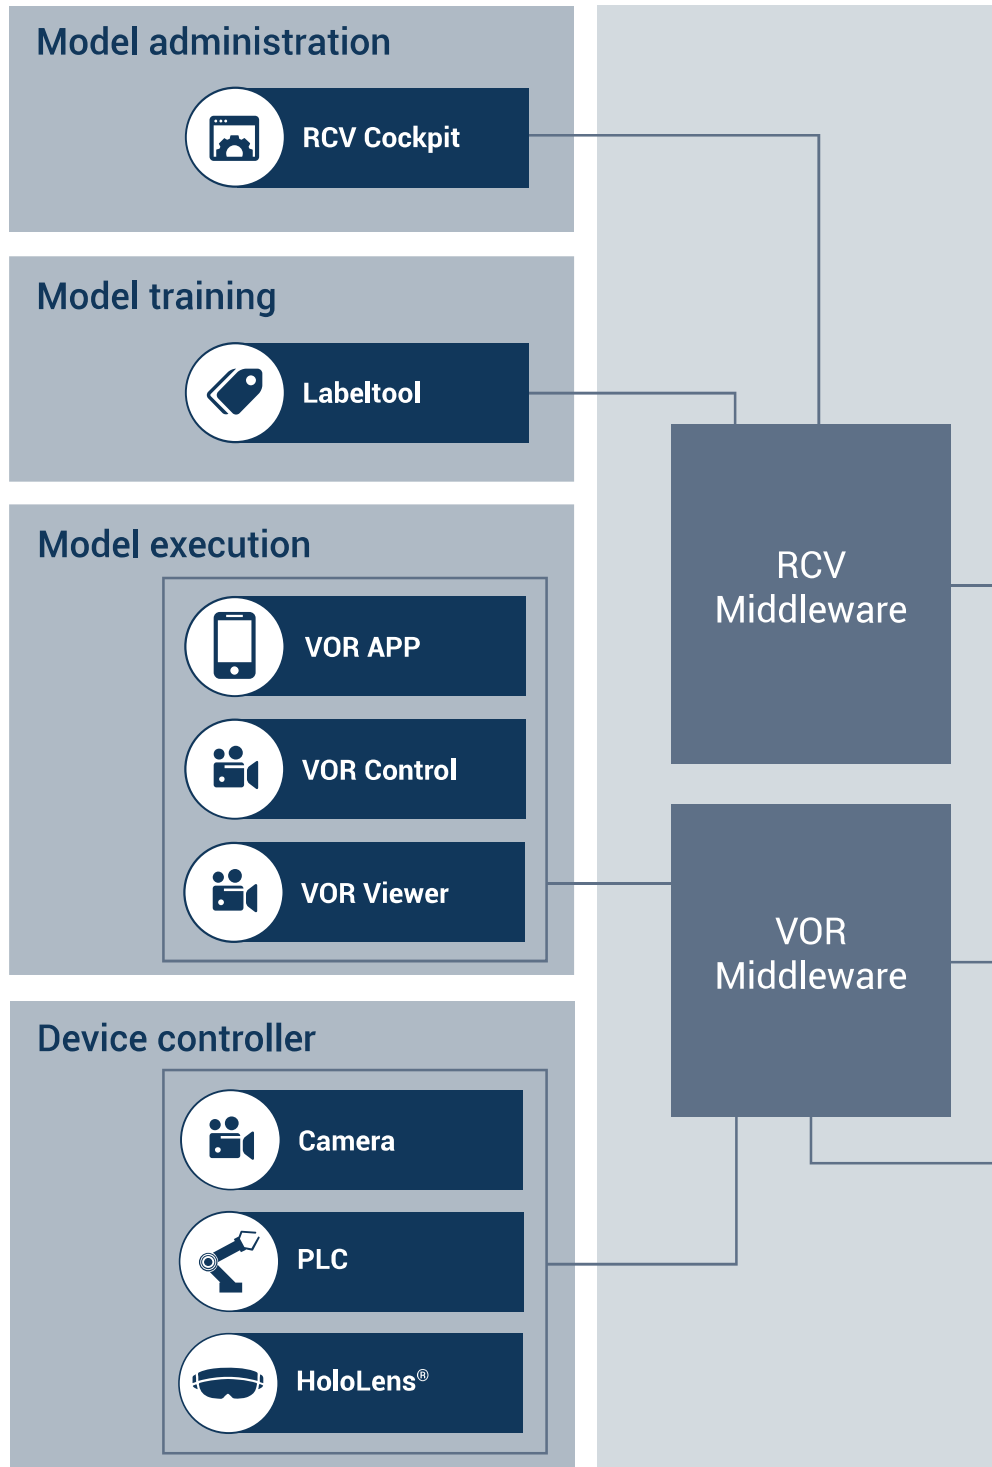 Model administration
RCV Cockpit
Model training
Labeltool
Model execution
VOR APP
VOR Control
VOR Viewer
Device controller
Camera
PLC
HoloLens®
RCV
Middleware
VOR
Middleware